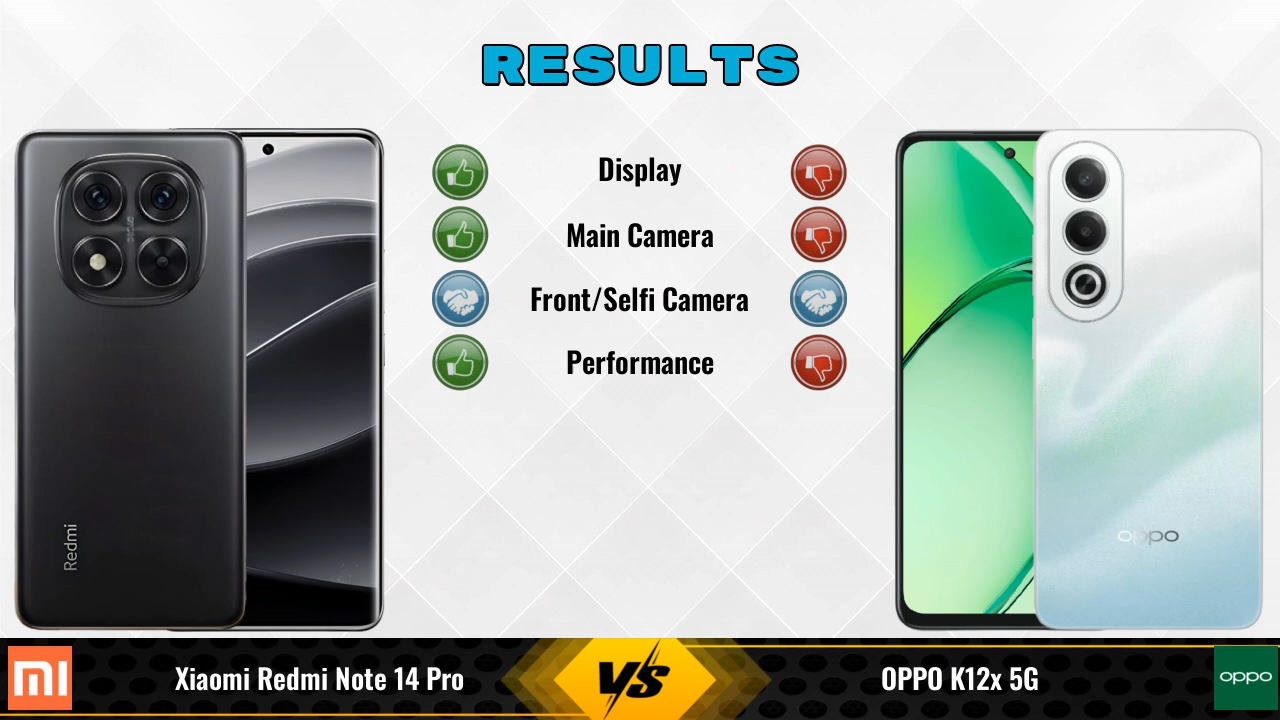 RESULTS
Display
Main Camera
Front/Selfi Camera
Performance
Redmi
oppo
Xiaomi Redmi Note 14 Pro
VS
OPPO K12x 5G
oppo